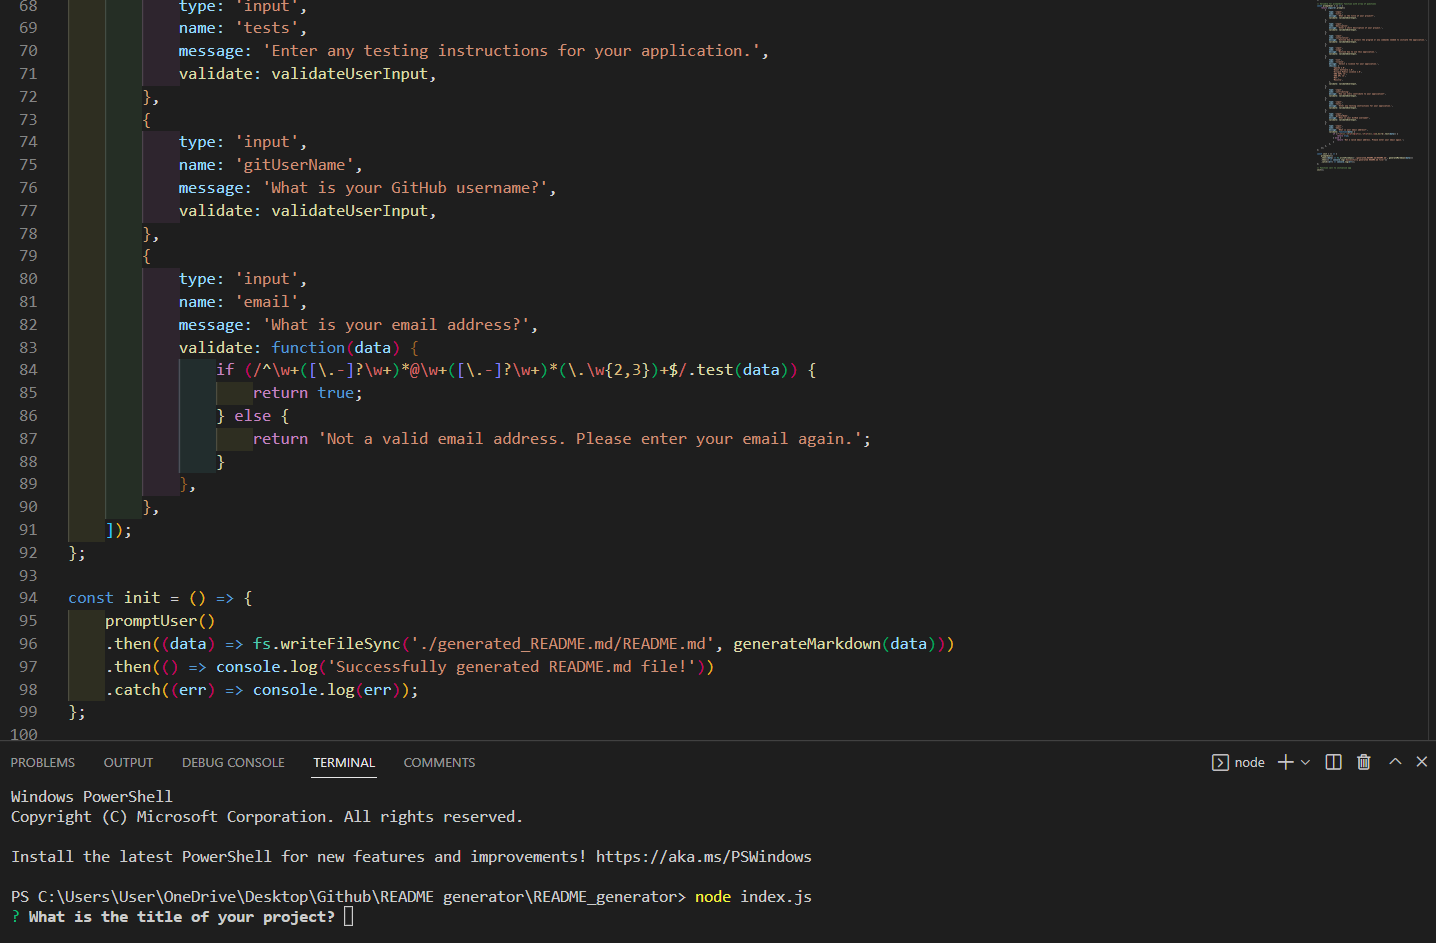 68 type: 'input',
69 name: 'tests',
70 message: 'Enter any testing instructions for your application.',
71 validate: validateUserInput,
72 },
73 {
74 type: 'input',
75 name: 'gitUserName',
76 message: 'What is your GitHub username?',
77 validate: validateUserInput,
78 },
79 {
80 type: 'input',
81 name: 'email',
82 message: 'What is your email address?',
83 validate: function(data) {
84 if (/^\w+([\.-]?\w+)*@\w+([\.-]?\w+)*(\.\w{2,3})+$/.test(data)) {
85 return true;
86 } else {
87 return 'Not a valid email address. Please enter your email again.';
88 }
89 },
90 },
91 ]);
92 };
93
94 const init = () => {
95 promptUser()
96 .then((data) => fs.writeFileSync('./generated_README.md/README.md', generateMarkdown(data)))
97 .then(() => console.log('Successfully generated README.md file!'))
98 .catch((err) => console.log(err));
99 };
100
PROBLEMS OUTPUT DEBUG CONSOLE TERMINAL COMMENTS node
Windows PowerShell
Copyright (C) Microsoft Corporation. All rights reserved.
Install the latest PowerShell for new features and improvements! https://aka.ms/PSWindows
PS C:\Users\User\OneDrive\Desktop\Github\README generator\README_generator> node index.js
? What is the title of your project?